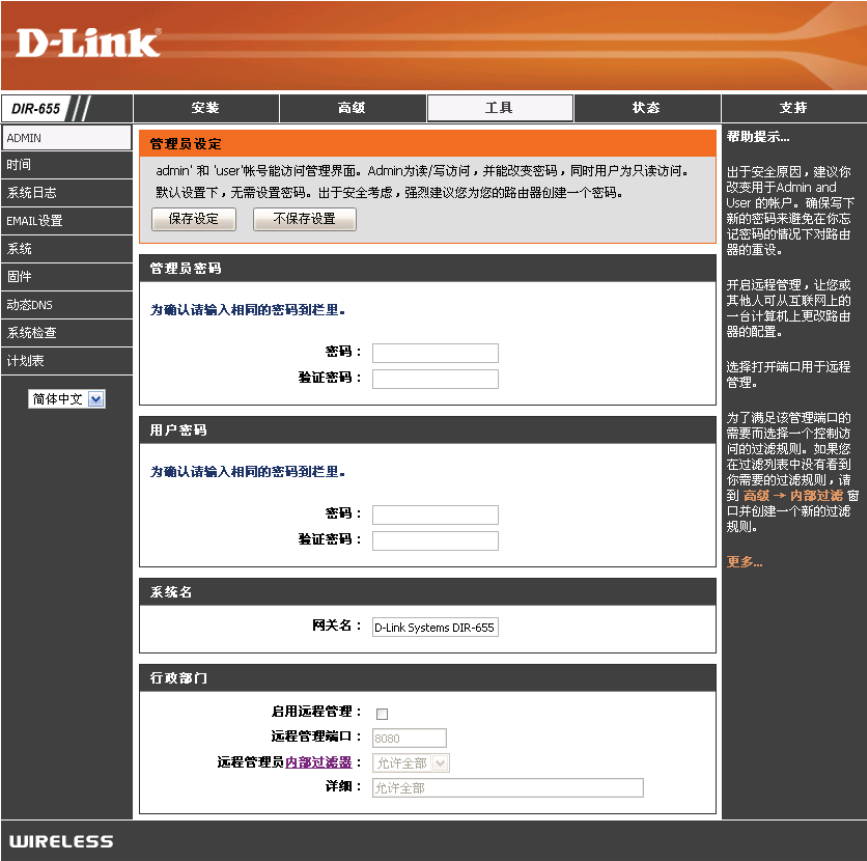 D-Link
DIR-655
安装
高级
工具
状态
支持
ADMIN
时间
系统日志
EMAIL设置
系统
固件
动态DNS
系统检查
计划表
简体中文
管理员设定
admin' 和 'user'帐号能访问管理界面。Admin为读/写访问，并能改变密码，同时用户为只读访问。
默认设置下，无需设置密码。出于安全考虑，强烈建议您为您的路由器创建一个密码。
保存设定
不保存设置
管理员密码
为确认请输入相同的密码到栏里。
密码：
验证密码：
用户密码
为确认请输入相同的密码到栏里。
密码：
验证密码：
系统名
网关名： D-Link Systems DIR-655
行政部门
启用远程管理：
远程管理端口： 8080
远程管理员内部过滤器： 允许全部
详细： 允许全部
帮助提示...
出于安全原因，建议你
改变用于Admin and
User 的帐户。确保写下
新的密码来避免在你忘
记密码的情况下对路由
器的重设。
开启远程管理，让您或
其他人可从互联网上的
一台计算机上更改路由
器的配置。
选择打开端口用于远程
管理。
为了满足该管理端口的
需要而选择一个控制访
问的过滤规则。如果您
在过滤列表中没有看到
你需要的过滤规则，请
到 高级 → 内部过滤 窗
口并创建一个新的过滤
规则。
更多...
WIRELESS